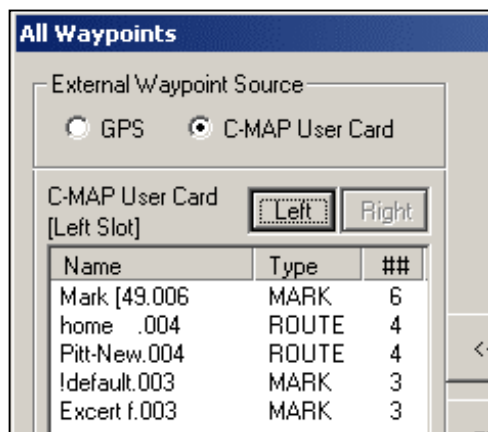 All Waypoints
External Waypoint Source
GPS C-MAP User Card
C-MAP User Card
[Left Slot]
Left Right
Name Type ##
Mark [49.006 MARK 6
home .004 ROUTE 4
Pitt-New.004 ROUTE 4
!default.003 MARK 3
Excert f.003 MARK 3